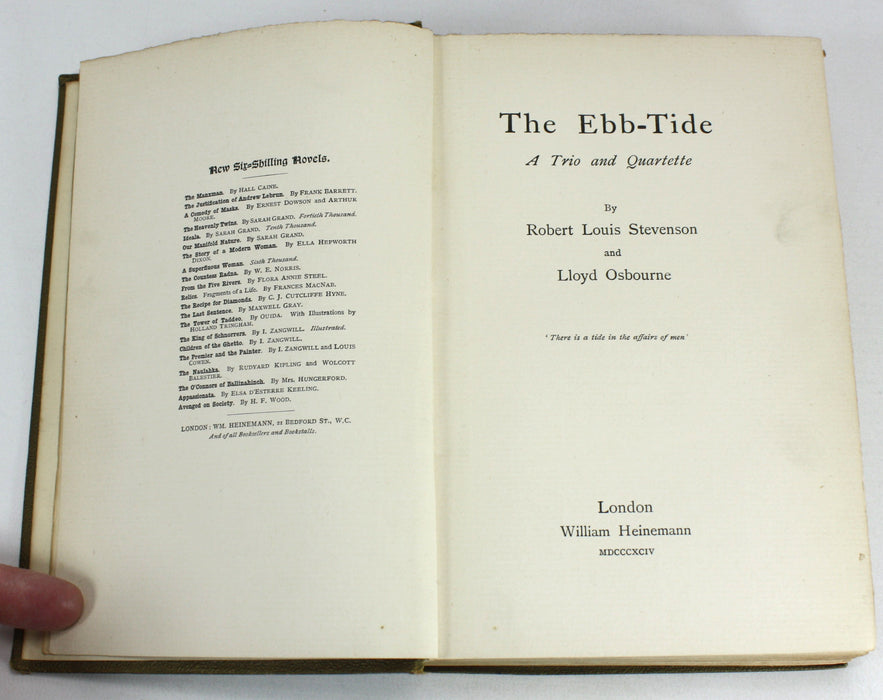 New Six-Shilling Novels.
The Manxman. By HALL CAINE.
The Justification of Andrew Lebrun. By FRANK BARRETT.
A Comedy of Masks. By ERNEST DOWSON and ARTHUR
MOORE.
The Heavenly Twins. By SARAH GRAND. Fortieth Thousand.
Ideala. By SARAH GRAND. Tenth Thousand.
Our Manifold Nature. By SARAH GRAND.
The Story of a Modern Woman. By ELLA HEPWORTH
DIXON.
A Superfluous Woman. Sixth Thousand.
The Countess Radna. By W. E. NORRIS.
From the Five Rivers. By FLORA ANNIE STEEL.
Relics. Fragments of a Life. By FRANCES MACNAB.
The Recipe for Diamonds. By C. J. CUTCLIFFE HYNE.
The Last Sentence. By MAXWELL GRAY.
The Tower of Taddeo. By OUIDA. With Illustrations by
HOLLAND TRINGHAM.
The King of Schnorrers. By I. ZANGWILL. Illustrated.
Children of the Ghetto. By I. ZANGWILL.
The Premier and the Painter. By I. ZANGWILL and LOUIS
COWEN.
The Naulahka. By RUDYARD KIPLING and WOLCOTT
BALESTIER.
The O'Connors of Ballinahinch. By MRS. HUNGERFORD.
Appassionata. By ELSA D'ESTERRE KEELING.
Avenged on Society. By H. F. WOOD.
LONDON: WM. HEINEMANN, 21 BEDFORD ST., W.C.
And of all Booksellers and Bookstalls.
The Ebb-Tide
A Trio and Quartette
By
Robert Louis Stevenson
and
Lloyd Osbourne
'There is a tide in the affairs of men'
London
William Heinemann
MDCCCXCIV